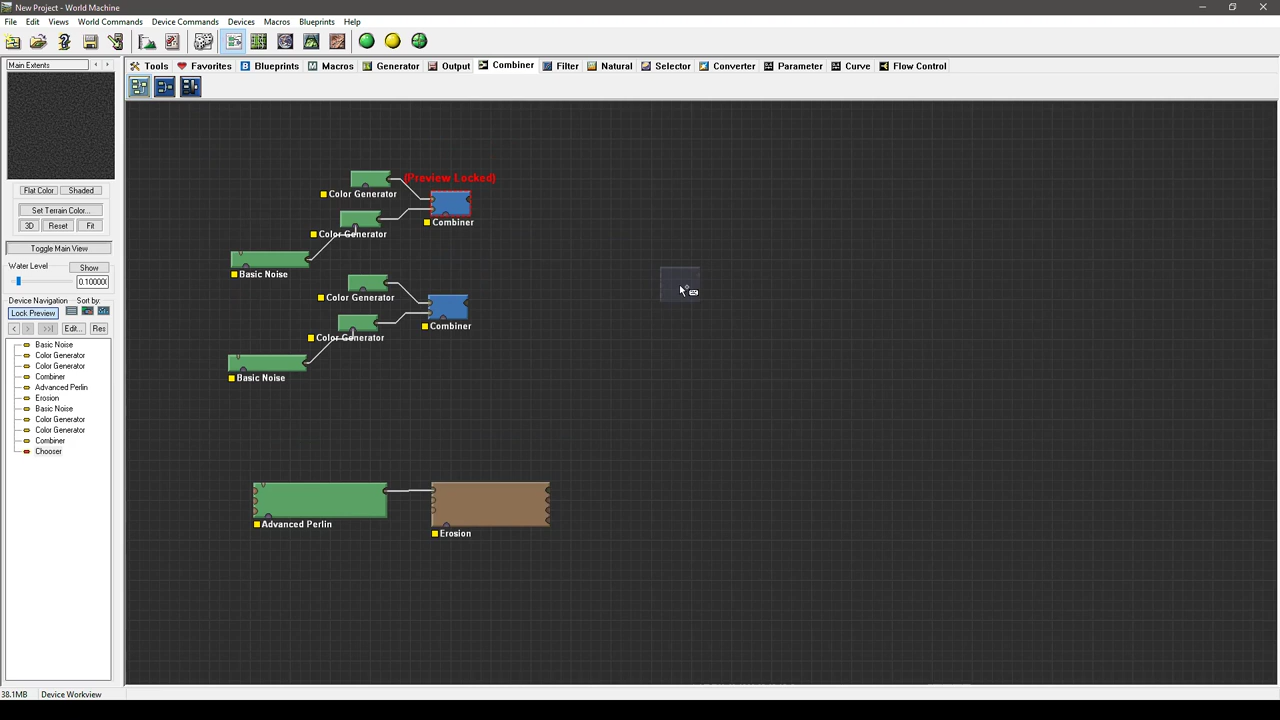 New Project - World Machine
File Edit Views World Commands Device Commands Devices Macros Blueprints Help
Main Extents
Tools Favorites Blueprints Macros Generator Output Combiner Filter Natural Selector Converter Parameter Curve Flow Control
Flat Color Shaded
Set Terrain Color...
3D Reset Fit
Toggle Main View
Water Level Show
0.10000
Device Navigation Sort by:
Lock Preview
Edit... Res
Basic Noise
Color Generator
Color Generator
Combiner
Advanced Perlin
Erosion
Basic Noise
Color Generator
Color Generator
Combiner
Chooser
(Preview Locked)
Color Generator
Combiner
Color Generator
Basic Noise
Color Generator
Combiner
Color Generator
Basic Noise
Advanced Perlin
Erosion
38.1MB Device Workview